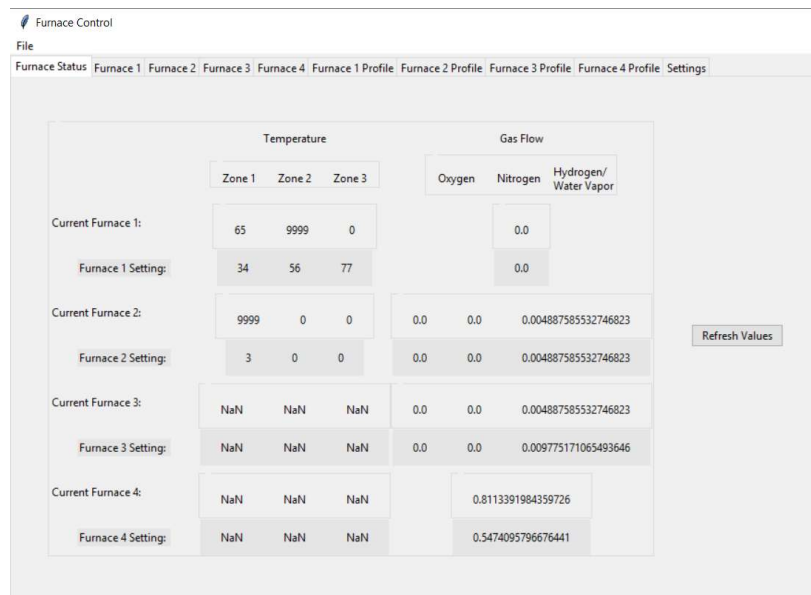 Furnace Control
File
Furnace Status Furnace 1 Furnace 2 Furnace 3 Furnace 4 Furnace 1 Profile Furnace 2 Profile Furnace 3 Profile Furnace 4 Profile Settings
Temperature Gas Flow
Zone 1 Zone 2 Zone 3 Oxygen Nitrogen Hydrogen/
Water Vapor
Current Furnace 1: 65 9999 0 0.0
Furnace 1 Setting: 34 56 77 0.0
Current Furnace 2: 9999 0 0 0.0 0.0 0.004887585532746823
Refresh Values
Furnace 2 Setting: 3 0 0 0.0 0.0 0.004887585532746823
Current Furnace 3: NaN NaN NaN 0.0 0.0 0.004887585532746823
Furnace 3 Setting: NaN NaN NaN 0.0 0.0 0.009775171065493646
Current Furnace 4: NaN NaN NaN 0.8113391984359726
Furnace 4 Setting: NaN NaN NaN 0.5474095796676441